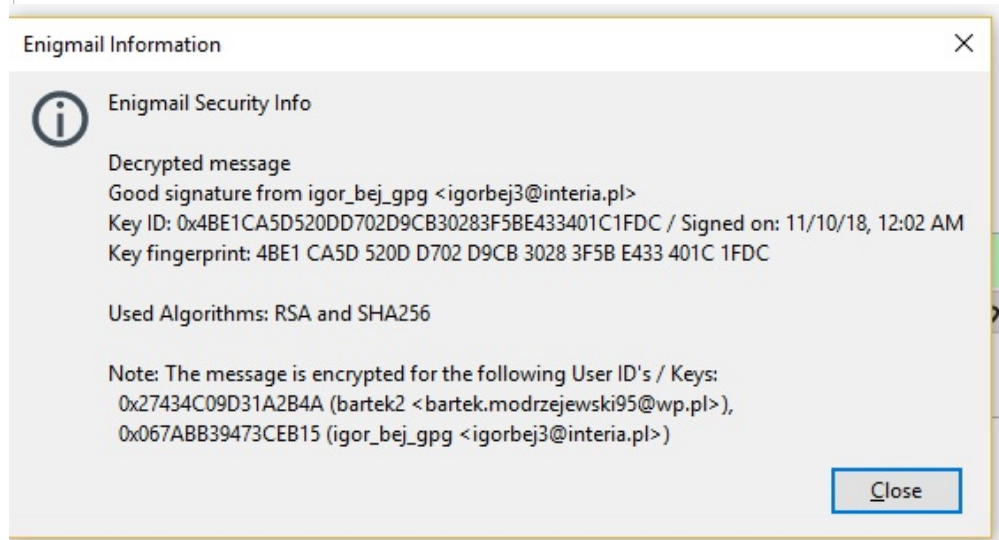 Enigmail Information
Enigmail Security Info
Decrypted message
Good signature from igor_bej_gpg <igorbej3@interia.pl>
Key ID: 0x4BE1CA5D520DD702D9CB30283F5BE433401C1FDC / Signed on: 11/10/18, 12:02 AM
Key fingerprint: 4BE1 CA5D 520D D702 D9CB 3028 3F5B E433 401C 1FDC
Used Algorithms: RSA and SHA256
Note: The message is encrypted for the following User ID's / Keys:
0x27434C09D31A2B4A (bartek2 <bartek.modrzejewski95@wp.pl>),
0x067ABB39473CEB15 (igor_bej_gpg <igorbej3@interia.pl>)
Close